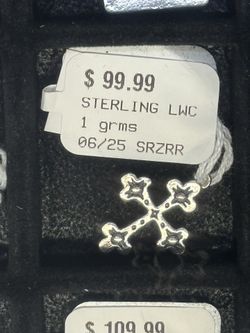 $ 99.99
STERLING LWC
1 grms
06/25 SRZRR
$ 109.99